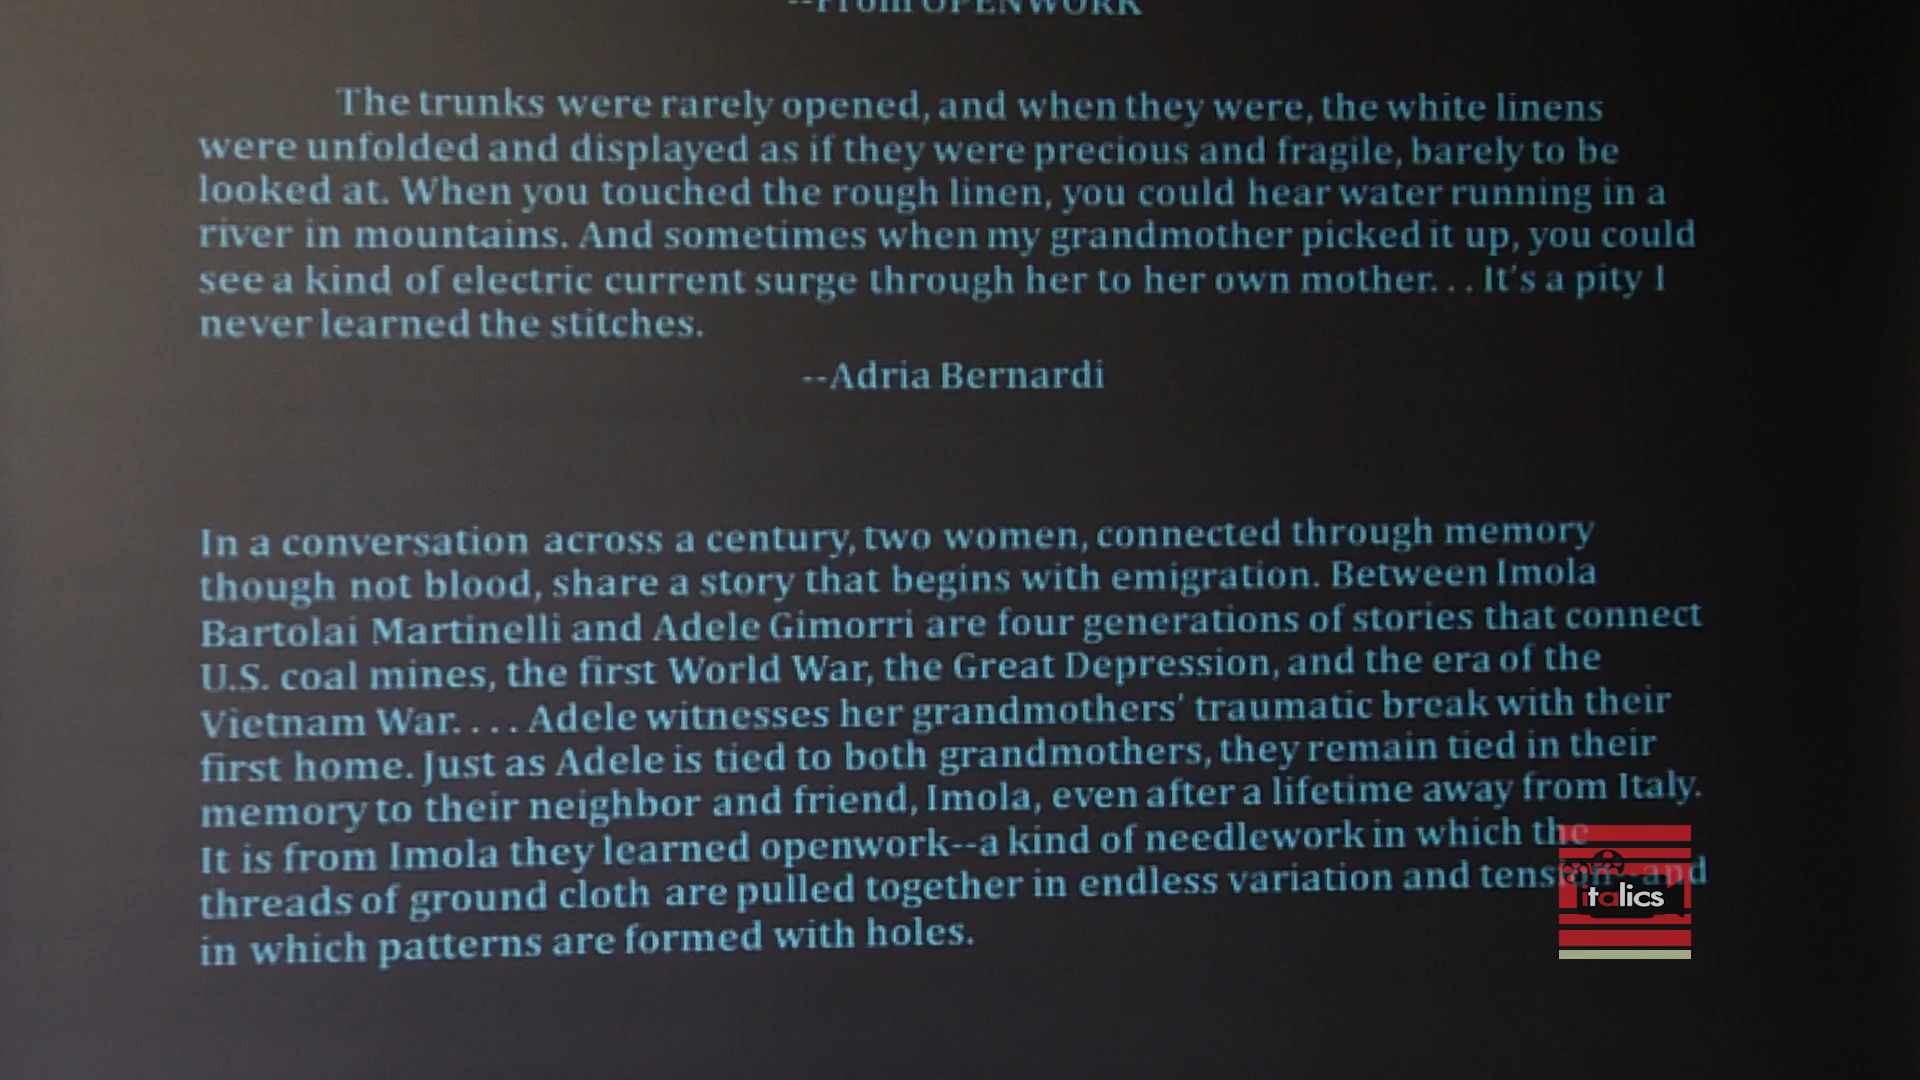 --From OPENWORK
The trunks were rarely opened, and when they were, the white linens
were unfolded and displayed as if they were precious and fragile, barely to be
looked at. When you touched the rough linen, you could hear water running in a
river in mountains. And sometimes when my grandmother picked it up, you could
see a kind of electric current surge through her to her own mother. . . It's a pity I
never learned the stitches.
--Adria Bernardi
In a conversation across a century, two women, connected through memory
though not blood, share a story that begins with emigration. Between Imola
Bartolai Martinelli and Adele Gimorri are four generations of stories that connect
U.S. coal mines, the first World War, the Great Depression, and the era of the
Vietnam War. . . . Adele witnesses her grandmothers' traumatic break with their
first home. Just as Adele is tied to both grandmothers, they remain tied in their
memory to their neighbor and friend, Imola, even after a lifetime away from Italy.
It is from Imola they learned openwork--a kind of needlework in which the
threads of ground cloth are pulled together in endless variation and tension--and
in which patterns are formed with holes.
italics